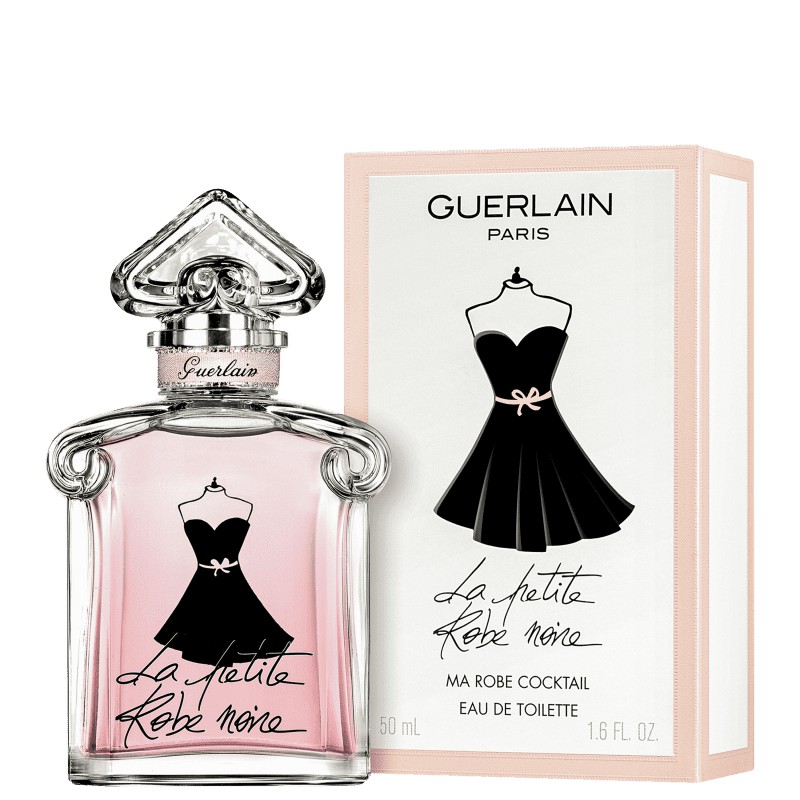 Guerlain
La petite
Robe noire
GUERLAIN
PARIS
La petite
Robe noire
MA ROBE COCKTAIL
EAU DE TOILETTE
50 mL 1.6 FL. OZ.